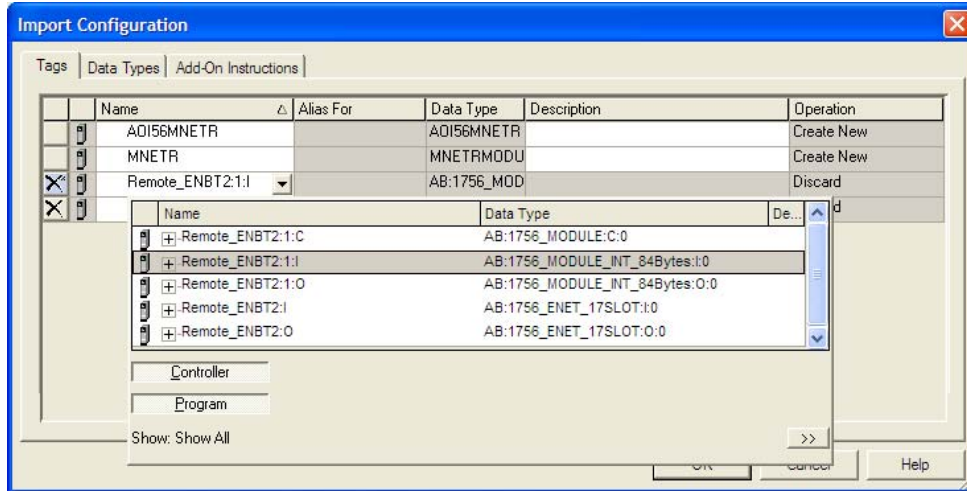 Import Configuration
Tags Data Types Add-On Instructions
Name Alias For Data Type Description Operation
AOI56MNETR AOI56MNETR Create New
MNETR MNETRMODU Create New
Remote_ENBT2:1:I AB:1756_MOD Discard
Name Data Type De...
Remote_ENBT2:1:C AB:1756_MODULE:C:0
Remote_ENBT2:1:I AB:1756_MODULE_INT_84Bytes:I:0
Remote_ENBT2:1:O AB:1756_MODULE_INT_84Bytes:O:0
Remote_ENBT2:I AB:1756_ENET_17SLOT:I:0
Remote_ENBT2:O AB:1756_ENET_17SLOT:O:0
Controller
Program
Show: Show All >>
Help